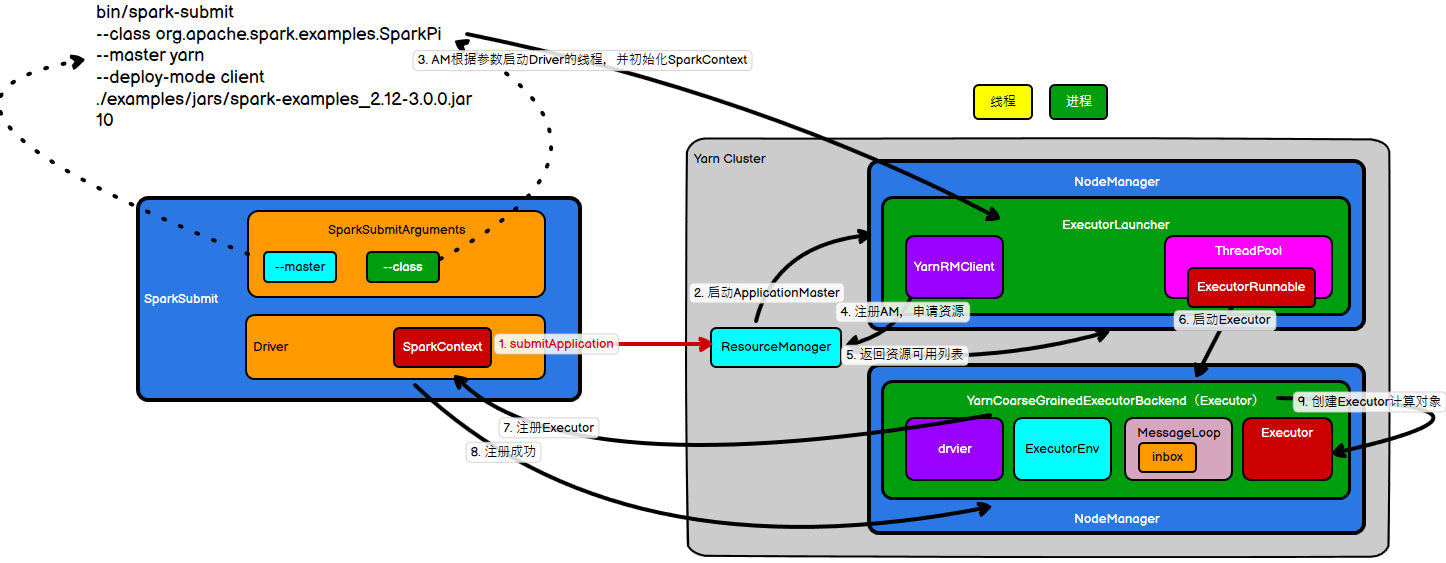 bin/spark-submit
--class org.apache.spark.examples.SparkPi
--master yarn
--deploy-mode client
./examples/jars/spark-examples_2.12-3.0.0.jar
10
3. AM根据参数启动Driver的线程，并初始化SparkContext
线程
进程
Yarn Cluster
NodeManager
ExecutorLauncher
YarnRMClient
ThreadPool
ExecutorRunnable
SparkSubmit
SparkSubmitArguments
--master
--class
Driver
SparkContext
1. submitApplication
2. 启动ApplicationMaster
ResourceManager
4. 注册AM，申请资源
5. 返回资源可用列表
6. 启动Executor
YarnCoarseGrainedExecutorBackend（Executor）
9. 创建Executor计算对象
drvier
ExecutorEnv
MessageLoop
inbox
Executor
NodeManager
7. 注册Executor
8. 注册成功